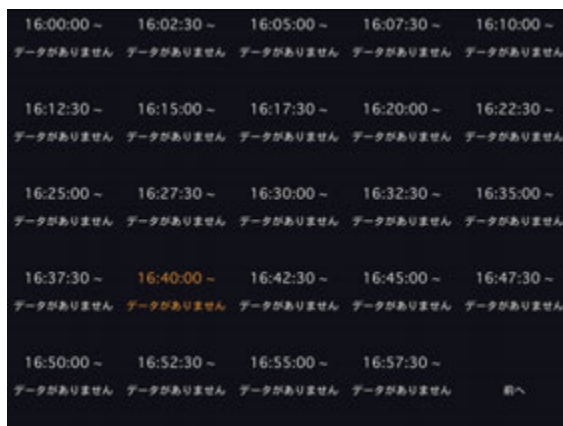 16:00:00 ~ 16:02:30 ~ 16:05:00 ~ 16:07:30 ~ 16:10:00 ~
データがありません データがありません データがありません データがありません データがありません
16:12:30 ~ 16:15:00 ~ 16:17:30 ~ 16:20:00 ~ 16:22:30 ~
データがありません データがありません データがありません データがありません データがありません
16:25:00 ~ 16:27:30 ~ 16:30:00 ~ 16:32:30 ~ 16:35:00 ~
データがありません データがありません データがありません データがありません データがありません
16:37:30 ~ 16:40:00 ~ 16:42:30 ~ 16:45:00 ~ 16:47:30 ~
データがありません データがありません データがありません データがありません データがありません
16:50:00 ~ 16:52:30 ~ 16:55:00 ~ 16:57:30 ~
データがありません データがありません データがありません データがありません 前へ